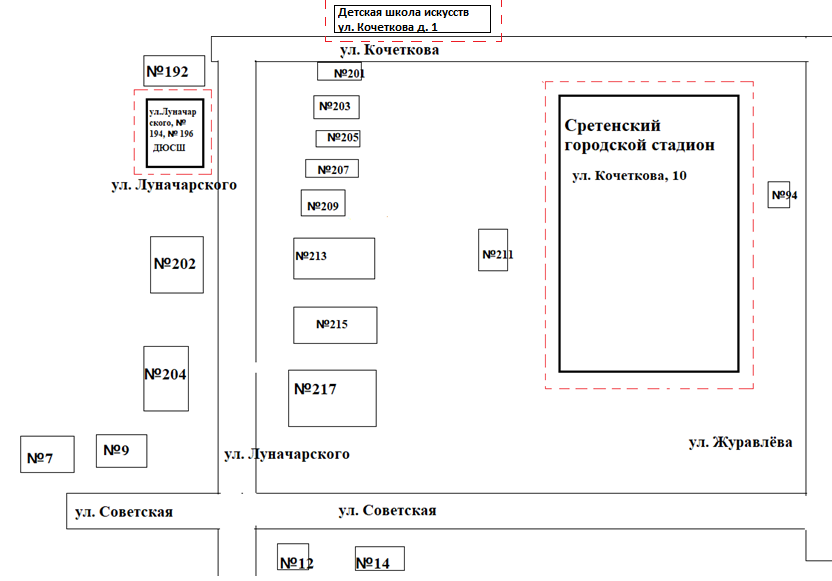 Детская школа искусств
ул. Кочеткова д. 1
ул. Кочеткова
№192
№201
ул.Луначар
ского, №
194, № 196
ДЮСШ
№203
№205
№207
№209
Сретенский
городской стадион
ул. Кочеткова, 10
№94
ул. Луначарского
№202
№213
№211
№215
№204
№217
№7
№9
ул. Луначарского
ул. Журавлёва
ул. Советская
ул. Советская
№12
№14